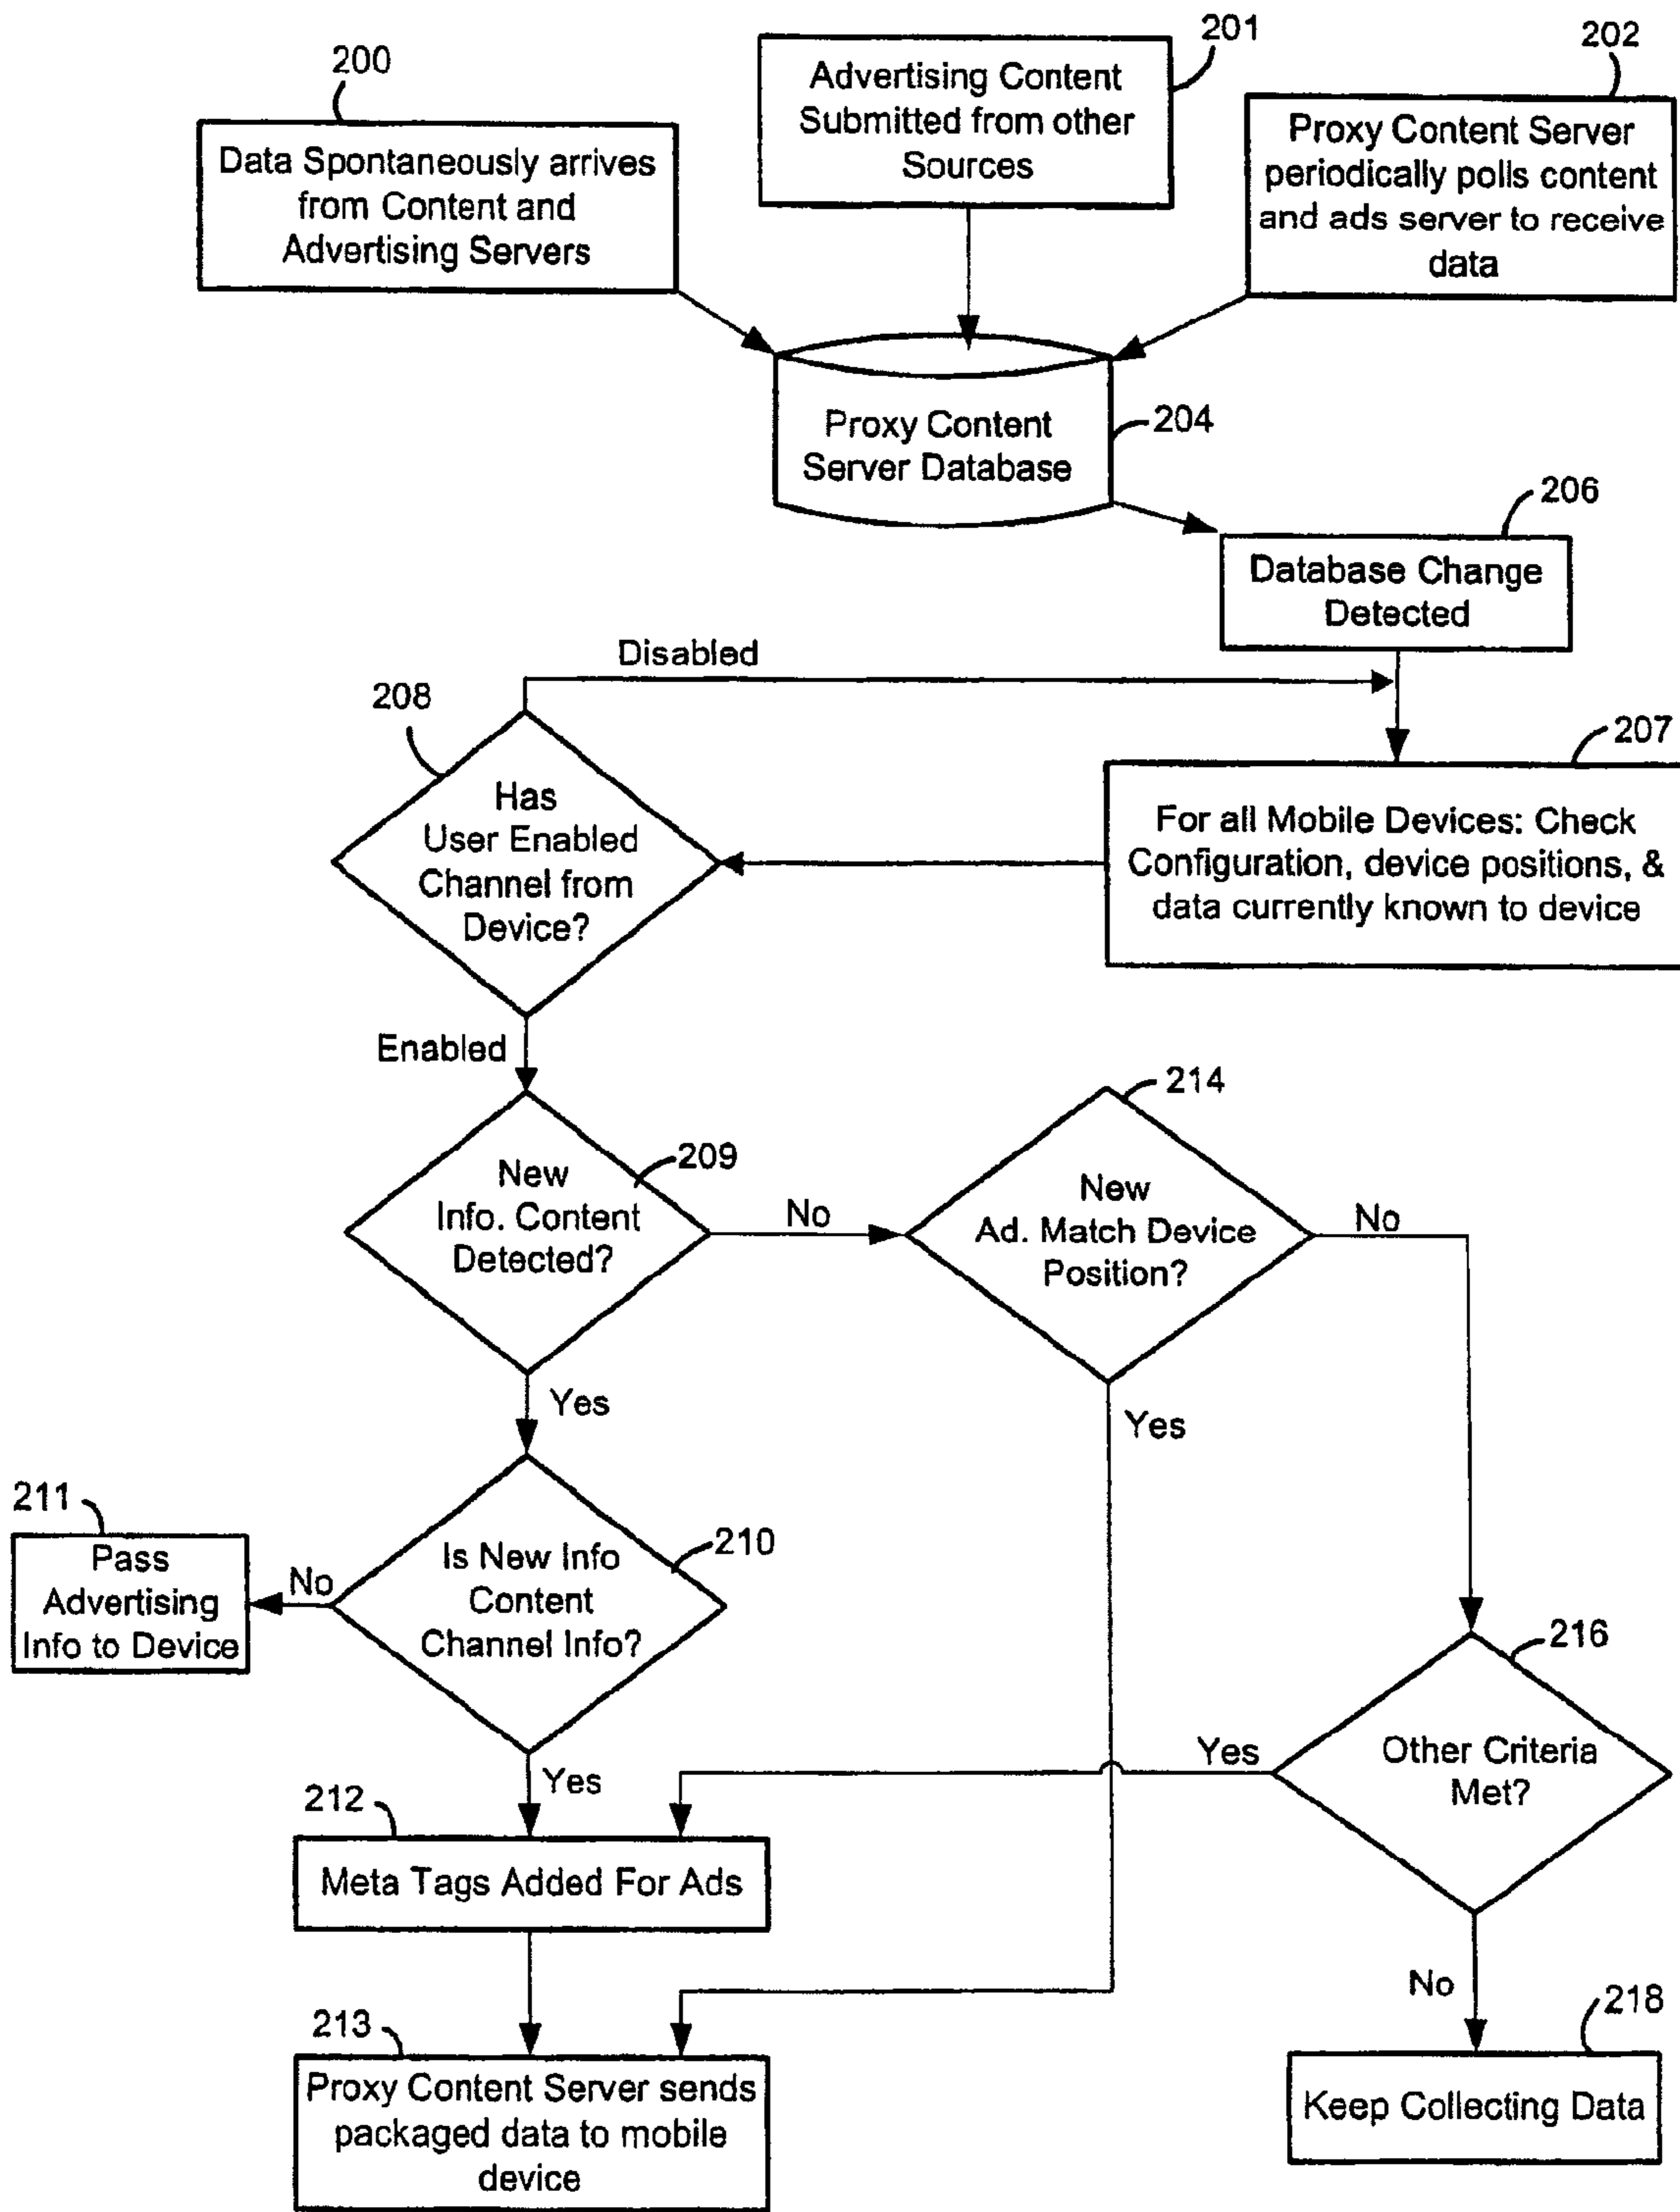 200
201
202
Data Spontaneously arrives
from Content and
Advertising Servers
Advertising Content
Submitted from other
Sources
Proxy Content Server
periodically polls content
and ads server to receive
data
Proxy Content
Server Database
204
206
Database Change
Detected
Disabled
208
207
Has
User Enabled
Channel from
Device?
For all Mobile Devices: Check
Configuration, device positions, &
data currently known to device
Enabled
214
209
New
Info. Content
Detected?
No
New
Ad. Match Device
Position?
No
Yes
Yes
211
Pass
Advertising
Info to Device
No
210
Is New Info
Content
Channel Info?
216
Other Criteria
Met?
Yes
Yes
212
Meta Tags Added For Ads
No
213
218
Proxy Content Server sends
packaged data to mobile
device
Keep Collecting Data